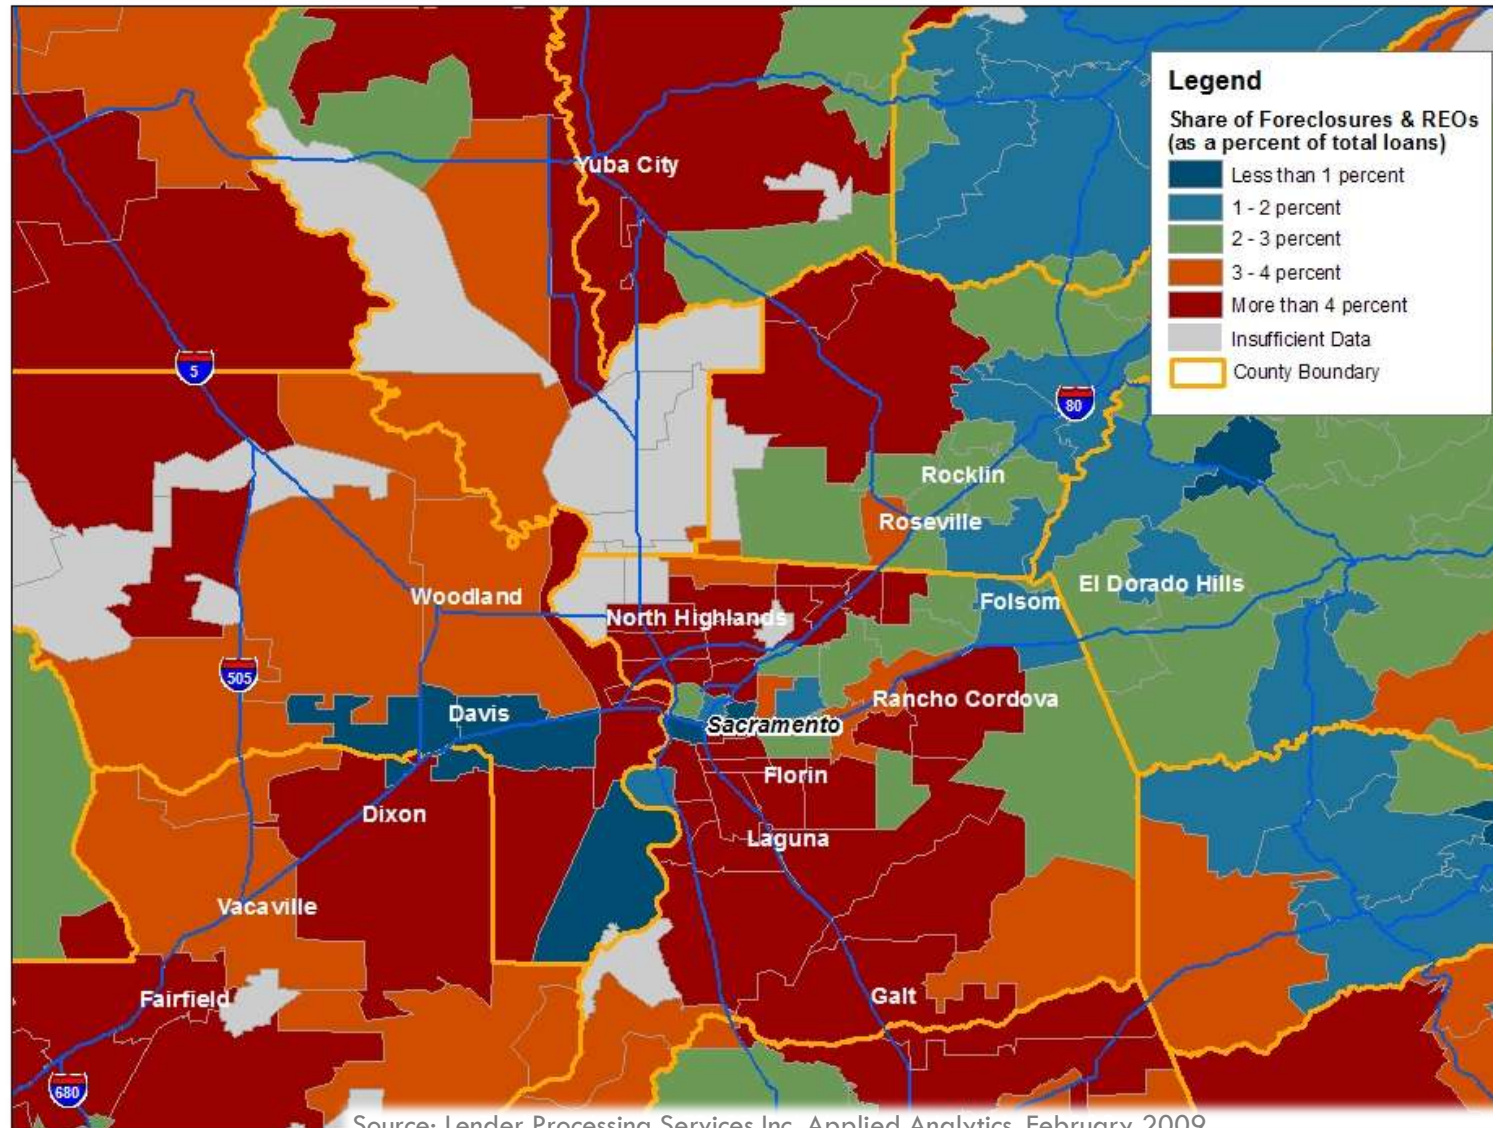 Legend
Share of Foreclosures & REOs
(as a percent of total loans)
Less than 1 percent
1 - 2 percent
2 - 3 percent
3 - 4 percent
More than 4 percent
Insufficient Data
County Boundary
Yuba City
5
80
Rocklin
Roseville
Woodland
El Dorado Hills
Folsom
North Highlands
505
Davis
Rancho Cordova
Sacramento
Florin
Dixon
Laguna
Vacaville
Fairfield
Galt
680
Source: Lender Processing Services Inc. Applied Analytics, February 2009